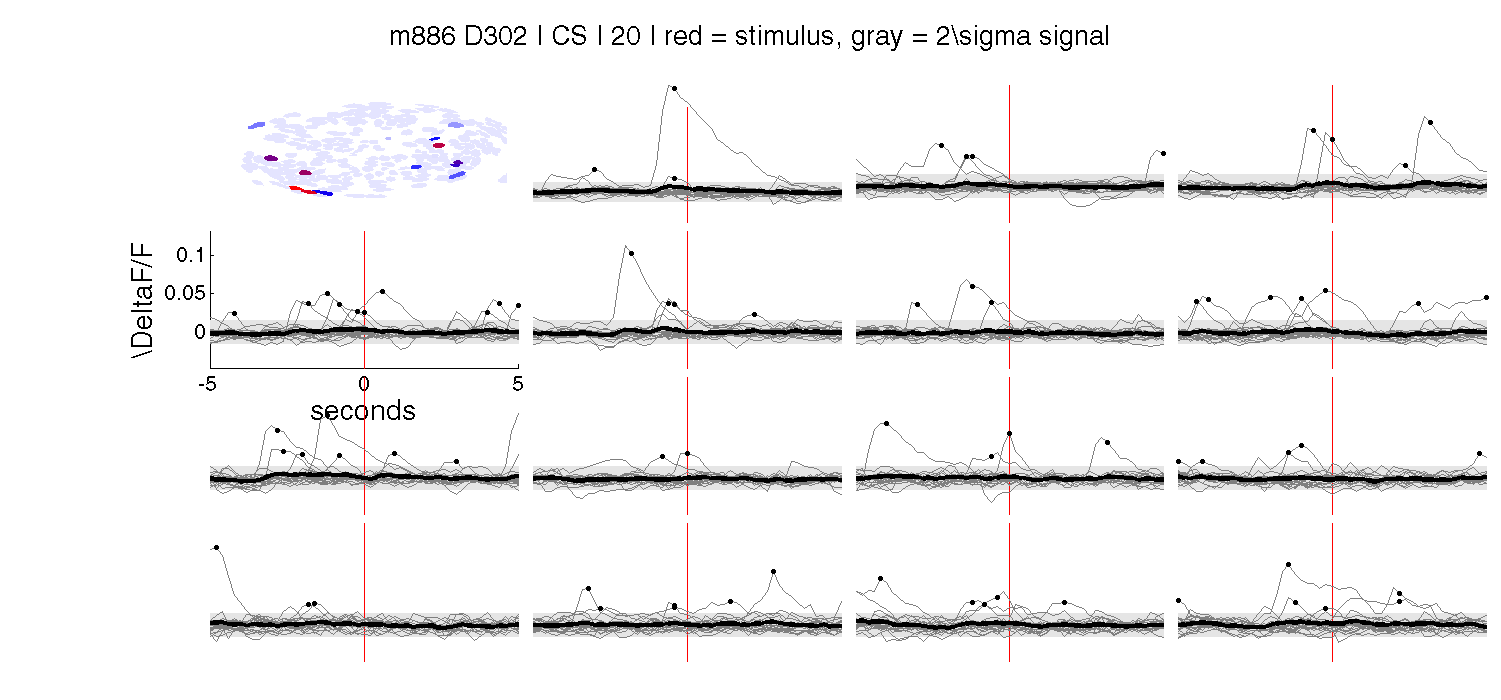 m886 D302 | CS | 20 | red = stimulus, gray = 2\sigma signal
\DeltaF/F
0.1
0.05
0
-5
0
5
seconds